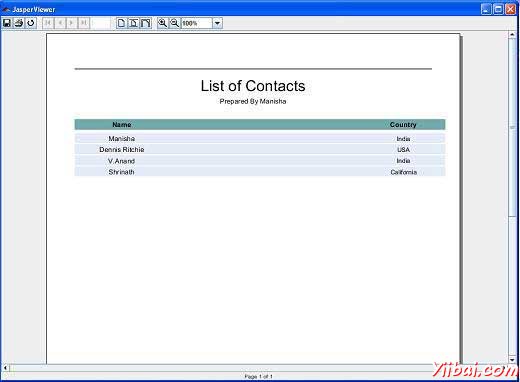 JasperViewer
100%
List of Contacts
Prepared By Manisha
Name Country
Manisha India
Dennis Ritchie USA
V.Anand India
Shrinath California
Page 1 of 1
Yiibai.com